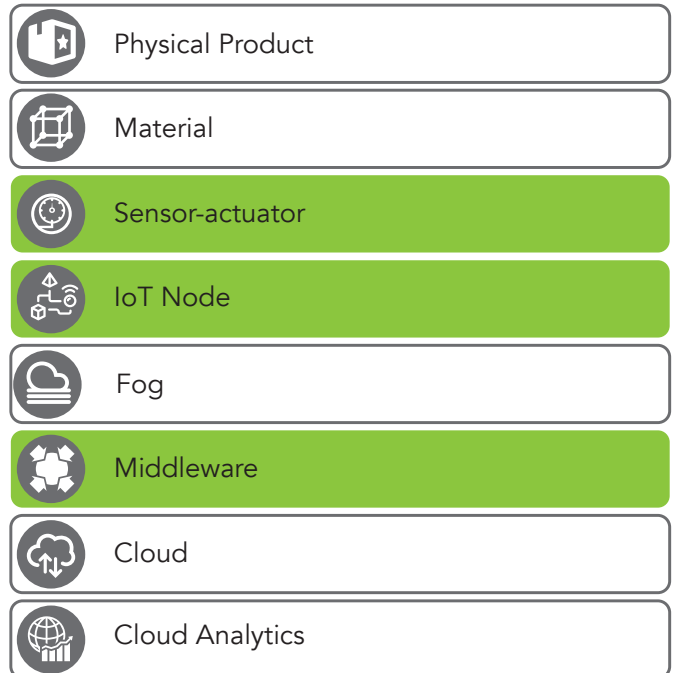 Physical Product
Material
Sensor-actuator
IoT Node
Fog
Middleware
Cloud
Cloud Analytics